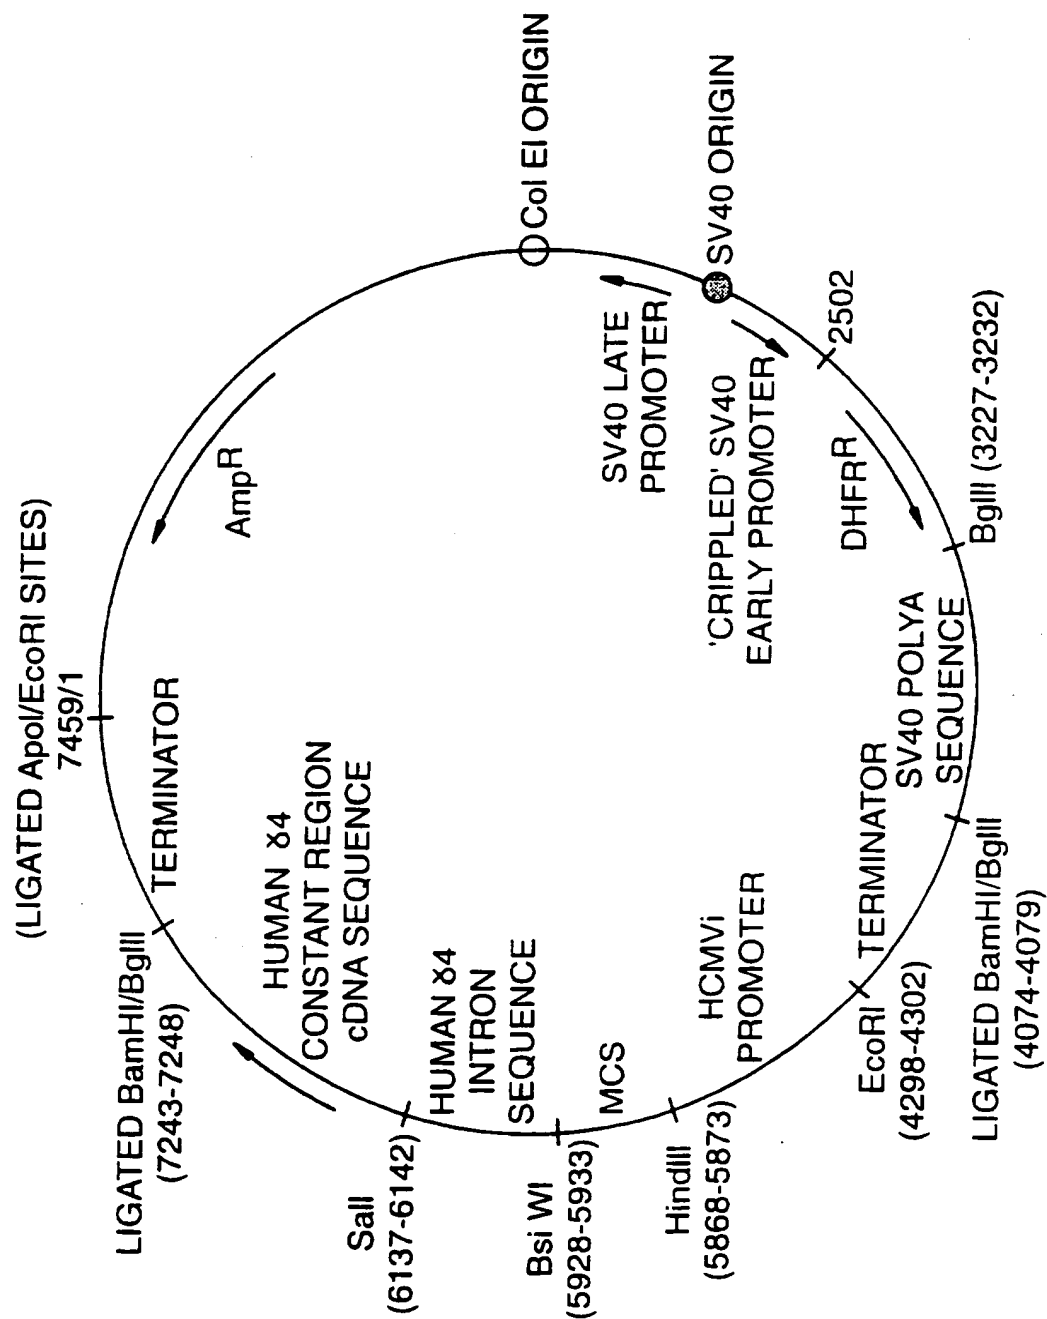 (LIGATED ApoI/EcoRI SITES)
7459/1
TERMINATOR
LIGATED BamHI/BglII
(7243-7248)
HUMAN ɣ4
CONSTANT REGION
cDNA SEQUENCE
HUMAN ɣ4
INTRON
SEQUENCE
SalI
(6137-6142)
Bsi WI
(5928-5933)
MCS
HindIII
(5868-5873)
HCMVi
PROMOTER
EcoRI
(4298-4302)
TERMINATOR
LIGATED BamHI/BglII
(4074-4079)
SV40 POLYA
SEQUENCE
BglII (3227-3232)
DHFRR
2502
'CRIPPLED' SV40
EARLY PROMOTER
SV40 ORIGIN
SV40 LATE
PROMOTER
Col EI ORIGIN
AmpR